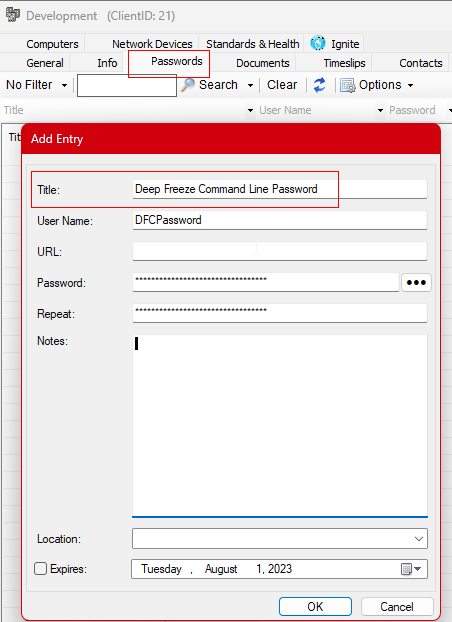 Development (ClientID: 21)
Computers Network Devices Standards & Health Ignite
General Info Passwords Documents Timeslips Contacts
No Filter Search Clear Options
Title User Name Password
Tit
Add Entry
Title: Deep Freeze Command Line Password
User Name: DFCPassword
URL:
Password: *********************************
Repeat: *********************************
Notes:
Location:
Expires: Tuesday , August 1, 2023
OK Cancel